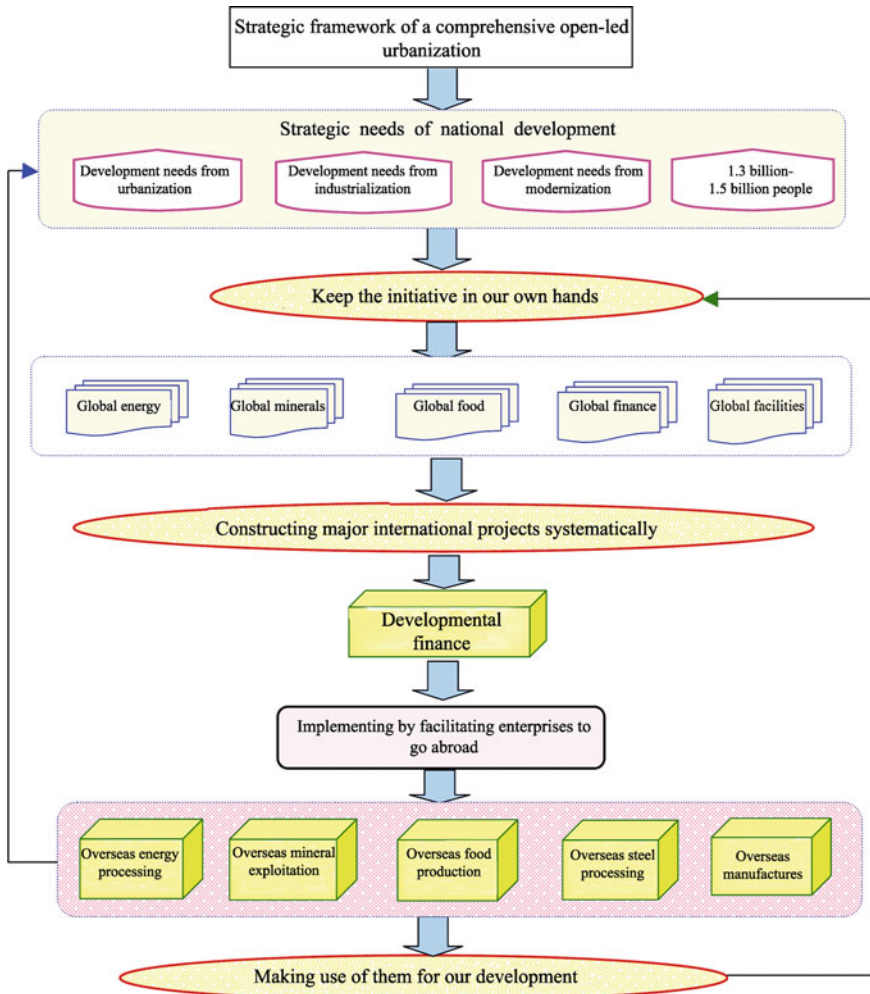 Strategic framework of a comprehensive open-led
urbanization
Strategic needs of national development
Development needs from
urbanization
Development needs from
industrialization
Development needs from
modernization
1.3 billion-
1.5 billion people
Keep the initiative in our own hands
Global energy
Global minerals
Global food
Global finance
Global facilities
Constructing major international projects systematically
Developmental
finance
Implementing by facilitating enterprises to
go abroad
Overseas energy
processing
Overseas mineral
exploitation
Overseas food
production
Overseas steel
processing
Overseas
manufactures
Making use of them for our development